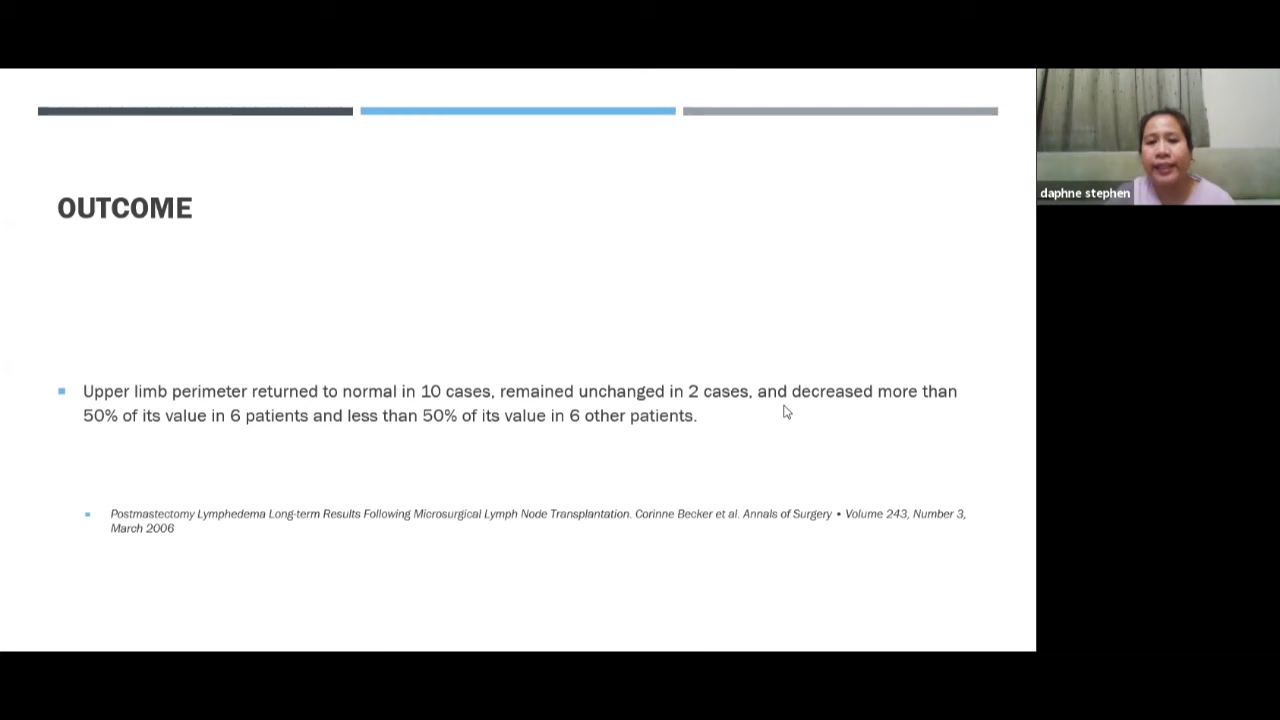 OUTCOME
Upper limb perimeter returned to normal in 10 cases, remained unchanged in 2 cases, and decreased more than
50% of its value in 6 patients and less than 50% of its value in 6 other patients.
Postmastectomy Lymphedema Long-term Results Following Microsurgical Lymph Node Transplantation. Corinne Becker et al. Annals of Surgery • Volume 243, Number 3,
March 2006
daphne stephen